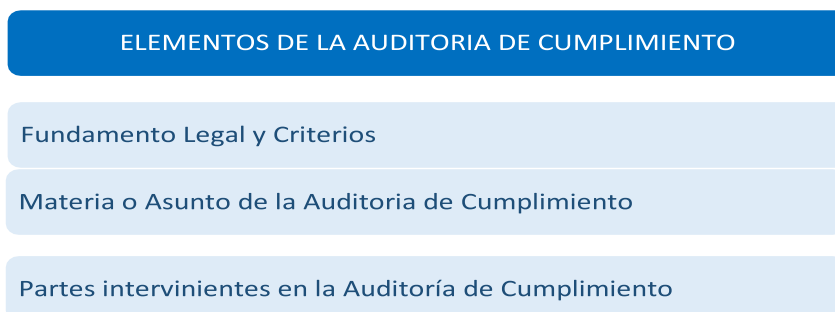 ELEMENTOS DE LA AUDITORIA DE CUMPLIMIENTO
Fundamento Legal y Criterios
Materia o Asunto de la Auditoria de Cumplimiento
Partes intervinientes en la Auditoría de Cumplimiento